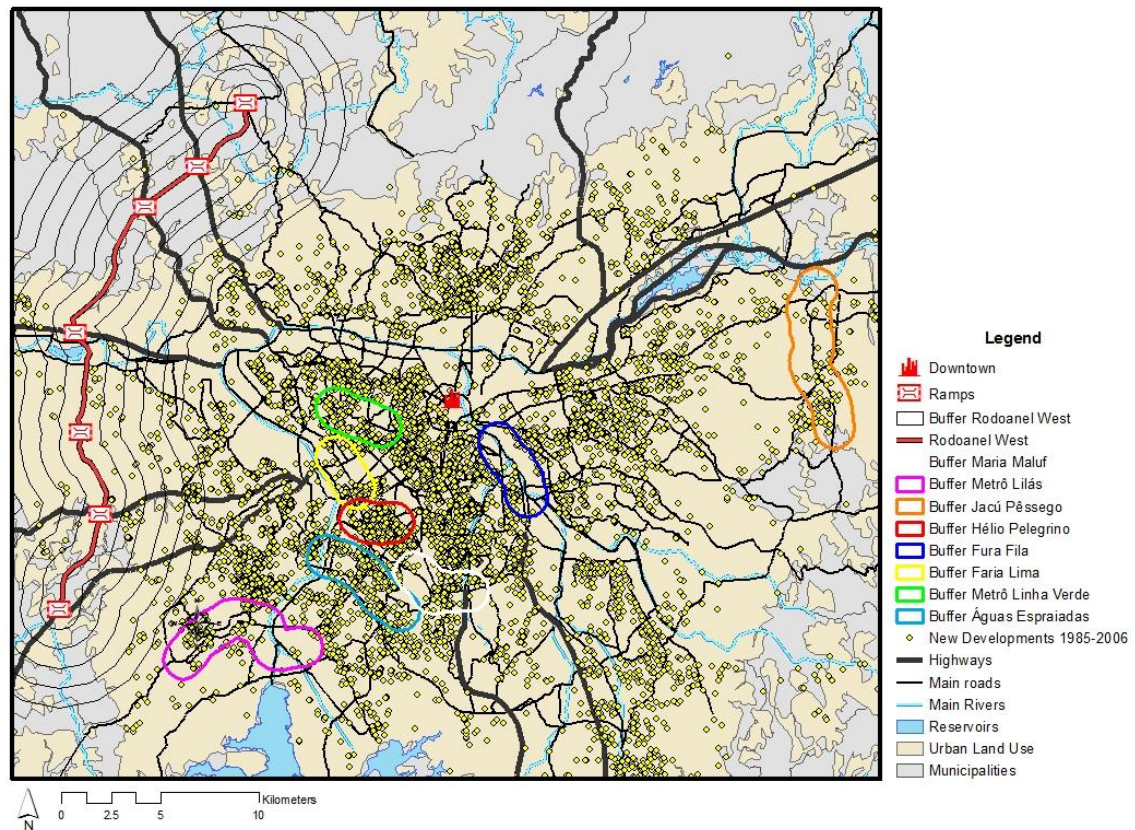 Legend
Downtown
Ramps
Buffer Rodoanel West
Rodoanel West
Buffer Maria Maluf
Buffer Metrô Lilás
Buffer Jacú Pêssego
Buffer Hélio Pelegrino
Buffer Fura Fila
Buffer Faria Lima
Buffer Metrô Linha Verde
Buffer Águas Espraiadas
New Developments 1985-2006
Highways
Main roads
Main Rivers
Reservoirs
Urban Land Use
Municipalities
Kilometers
0 2.5 5 10
N